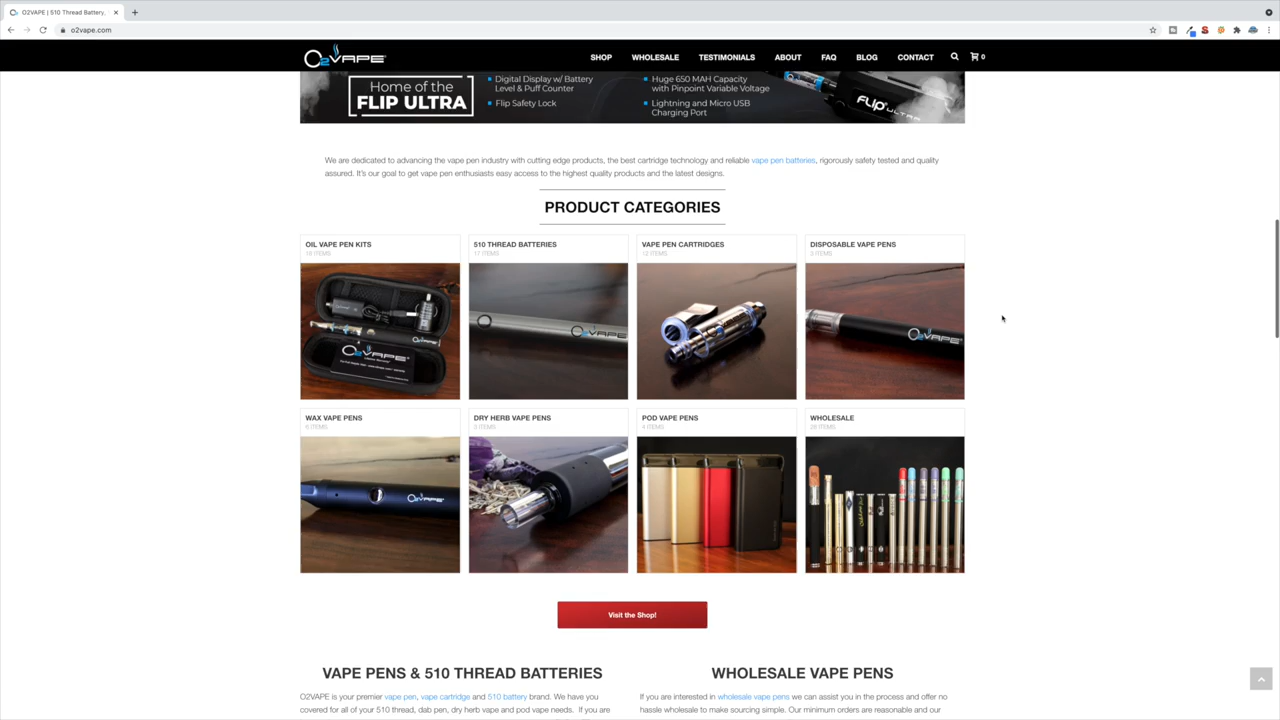 O2VAPE | 510 Thread Battery,
o2vape.com
O2VAPE
SHOP WHOLESALE TESTIMONIALS ABOUT FAQ BLOG CONTACT 0
Home of the
FLIP ULTRA
Digital Display w/ Battery
Level & Puff Counter
Flip Safety Lock
Huge 650 MAH Capacity
with Pinpoint Variable Voltage
Lightning and Micro USB
Charging Port
FLIP
ULTRA
We are dedicated to advancing the vape pen industry with cutting edge products, the best cartridge technology and reliable vape pen batteries, rigorously safety tested and quality
assured. It's our goal to get vape pen enthusiasts easy access to the highest quality products and the latest designs.
PRODUCT CATEGORIES
OIL VAPE PEN KITS
19 ITEMS
510 THREAD BATTERIES
17 ITEMS
VAPE PEN CARTRIDGES
12 ITEMS
DISPOSABLE VAPE PENS
3 ITEMS
O2VAPE
O2VAPE
O2VAPE
O2VAPE
WAX VAPE PENS
DRY HERB VAPE PENS
3 ITEMS
POD VAPE PENS
4 ITEMS
WHOLESALE
28 ITEMS
O2VAPE
Visit the Shop!
VAPE PENS & 510 THREAD BATTERIES
O2VAPE is your premier vape pen, vape cartridge and 510 battery brand. We have you
covered for all of your 510 thread, dab pen, dry herb vape and pod vape needs. If you are
WHOLESALE VAPE PENS
If you are interested in wholesale vape pens we can assist you in the process and offer no
hassle wholesale to make sourcing simple. Our minimum orders are reasonable and our